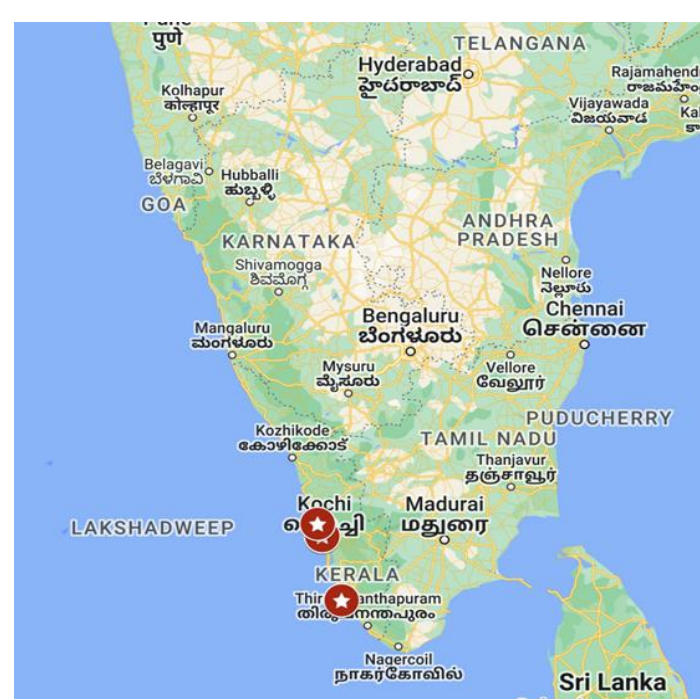 पुणे
TELANGANA
Hyderabad
హైదరాబాద్
Kolhapur
कोल्हापूर
Vijayawada
విజయవాడ
Belagavi
ಬೆಳಗಾವಿ
Hubballi
ಹುಬ್ಬಳ್ಳಿ
GOA
KARNATAKA
ANDHRA
PRADESH
Shivamogga
ಶಿವಮೊಗ್ಗ
Nellore
నెల్లూరు
Bengaluru
ಬೆಂಗಳೂರು
Chennai
சென்னை
Mangaluru
ಮಂಗಳೂರು
Mysuru
ಮೈಸೂರು
Vellore
வேலூர்
PUDUCHERRY
Kozhikode
കോഴിക്കോട്
TAMIL NADU
Thanjavur
தஞ்சாவூர்
Kochi
Madurai
மதுரை
LAKSHADWEEP
KERALA
Nagercoil
நாகர்கோவில்
Sri Lanka